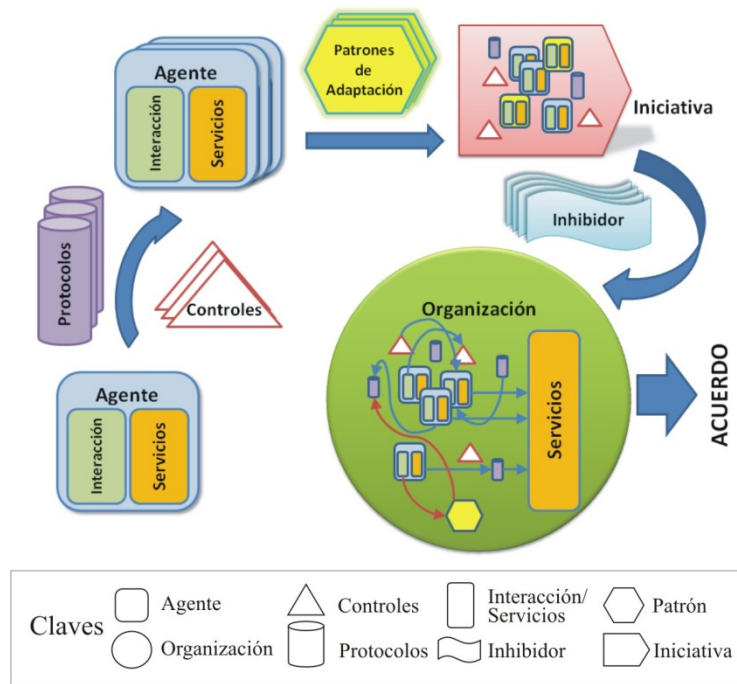 Agente
Interacción
Servicios
Patrones
de
Adaptación
Iniciativa
Inhibidor
Protocolos
Controles
Agente
Interacción
Servicios
Organización
Servicios
ACUERDO
Claves
Agente
Controles
Interacción/
Servicios
Patrón
Organización
Protocolos
Inhibidor
Iniciativa